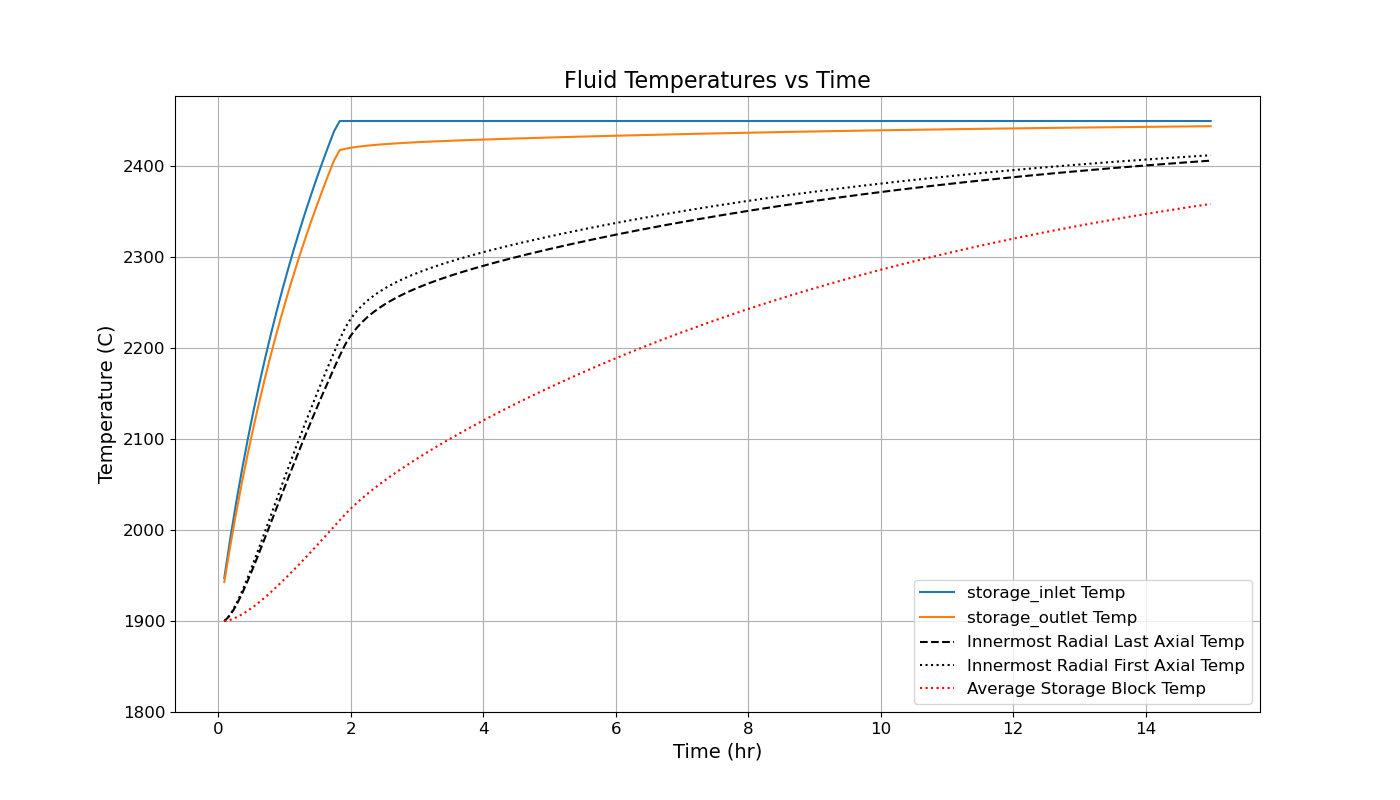 Fluid Temperatures vs Time
Temperature (C)
2400
2300
2200
2100
2000
1900
1800
0 2 4 6 8 10 12 14
Time (hr)
storage_inlet Temp
storage_outlet Temp
Innermost Radial Last Axial Temp
Innermost Radial First Axial Temp
Average Storage Block Temp